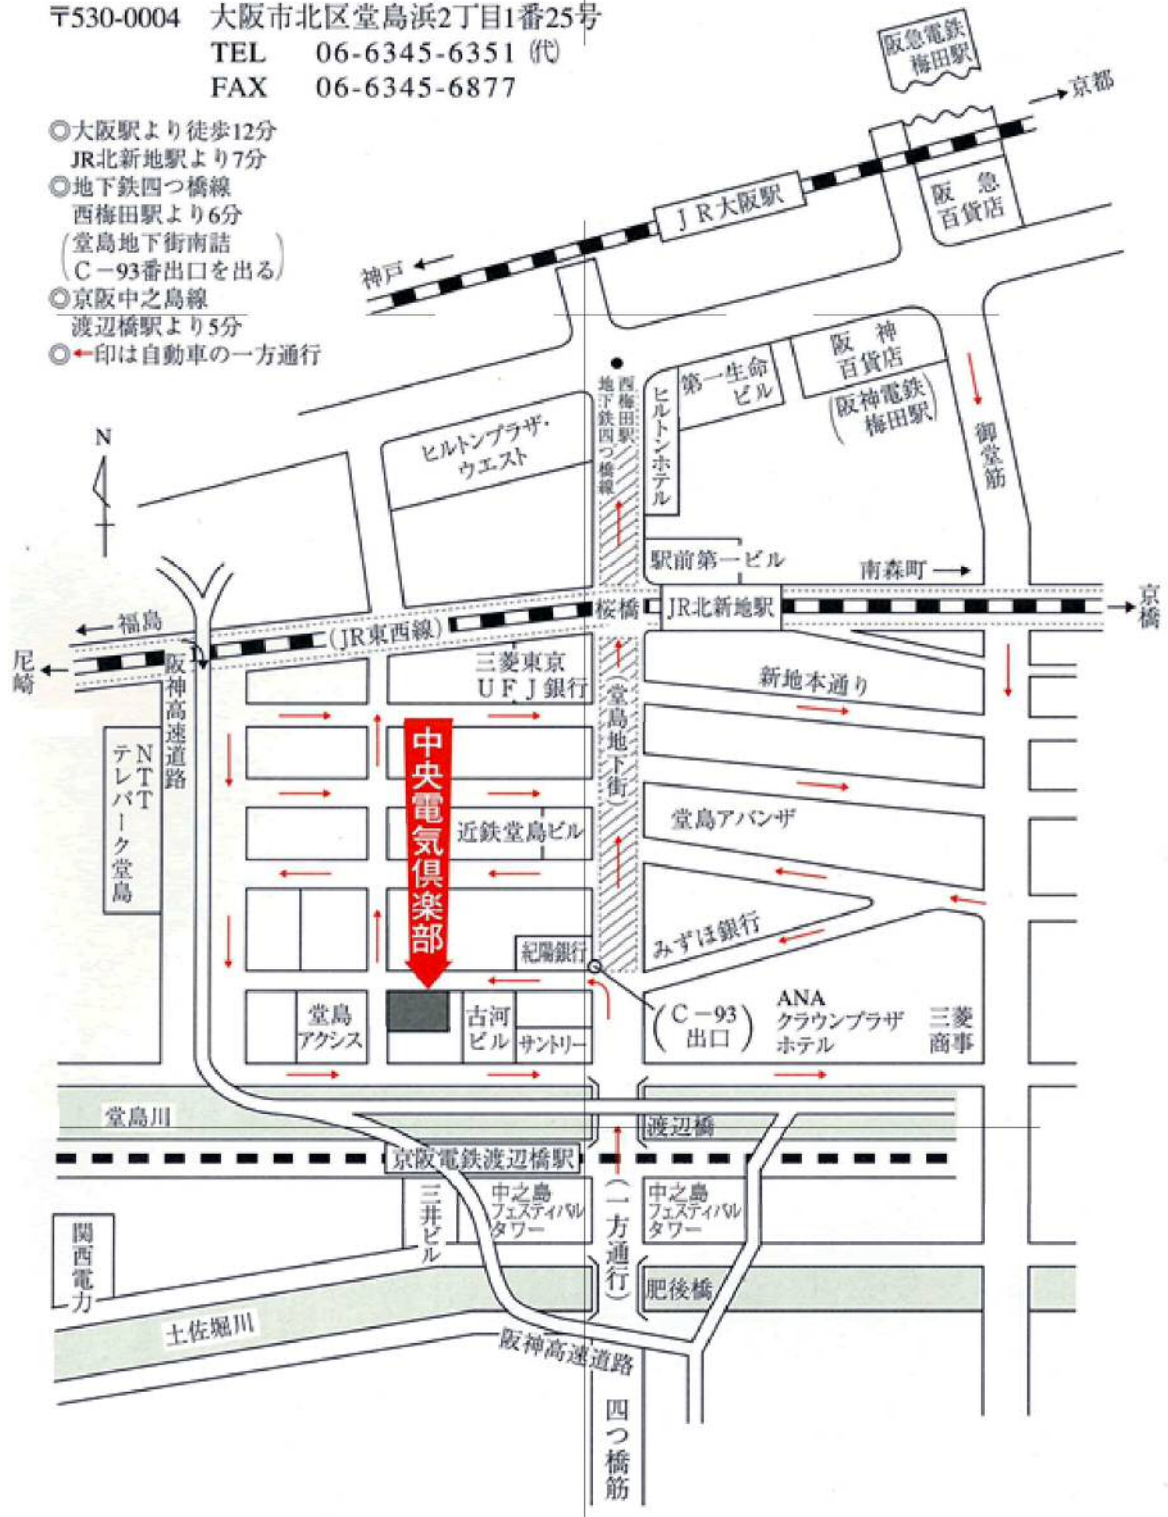 〒530-0004 大阪市北区堂島浜2丁目1番25号
TEL 06-6345-6351 ㈹
FAX 06-6345-6877
◎大阪駅より徒歩12分
JR北新地駅より7分
◎地下鉄四つ橋線
西梅田駅より6分
(堂島地下街南詰
C－93番出口を出る)
◎京阪中之島線
渡辺橋駅より5分
◎←印は自動車の一方通行
阪急電鉄
梅田駅
→京都
阪急
百貨店
JR大阪駅
神戸←
阪神
百貨店
(阪神電鉄
梅田駅)
第一生命
ビル
ヒルトンホテル
西梅田駅
地下鉄四つ橋線
ヒルトンプラザ・
ウエスト
御堂筋
N
駅前第一ビル
南森町→
←福島
(JR東西線)
桜橋
JR北新地駅
→京橋
尼崎←
阪神高速道路
三菱東京
UFJ銀行
新地本通り
(堂島地下街)
NTT
テレパーク堂島
中央電気倶楽部
近鉄堂島ビル
堂島アバンザ
紀陽銀行
みずほ銀行
堂島
アクシス
古河
ビル
サントリー
(C－93
出口)
ANA
クラウンプラザ
ホテル
三菱
商事
堂島川
渡辺橋
京阪電鉄渡辺橋駅
三井ビル
中之島
フェスティバル
タワー
(一方通行)
中之島
フェスティバル
タワー
関西電力
肥後橋
土佐堀川
阪神高速道路
四つ橋筋